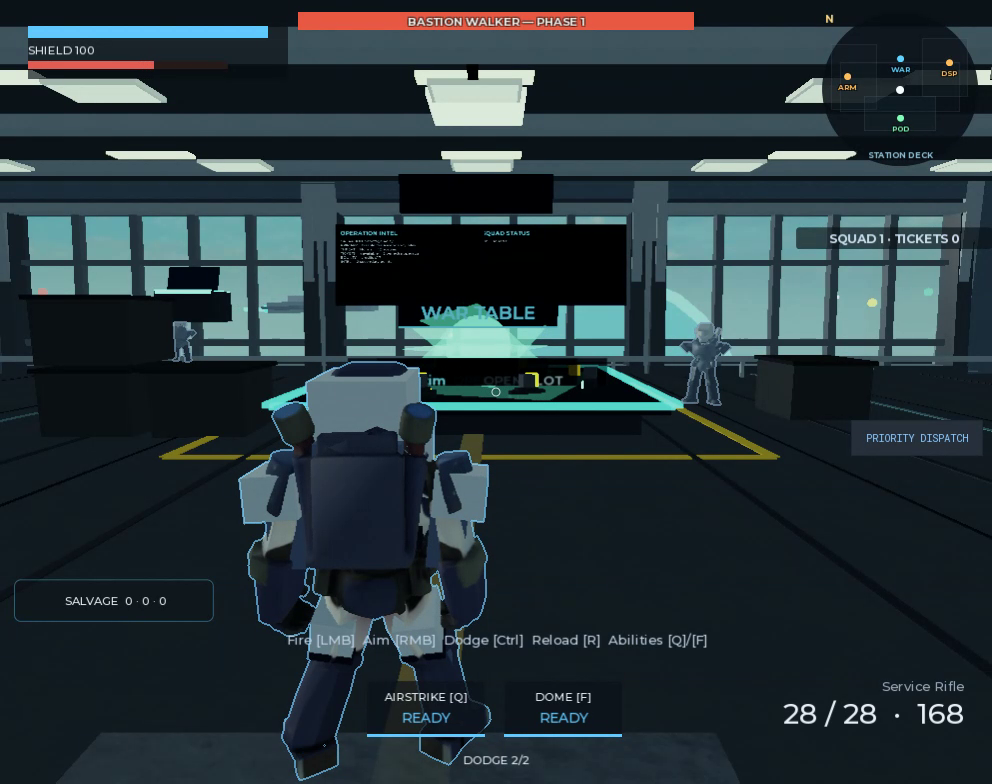 BASTION WALKER — PHASE 1
SHIELD 100
N
WAR
DSP
ARM
POD
STATION DECK
OPERATION INTEL
SQUAD STATUS
SQUAD 1 · TICKETS 0
WAR TABLE
PRIORITY DISPATCH
SALVAGE 0 · 0 · 0
Fire [LMB] Aim [RMB] Dodge [Ctrl] Reload [R] Abilities [Q]/[F]
AIRSTRIKE [Q]
READY
DOME [F]
READY
Service Rifle
28 / 28 · 168
DODGE 2/2